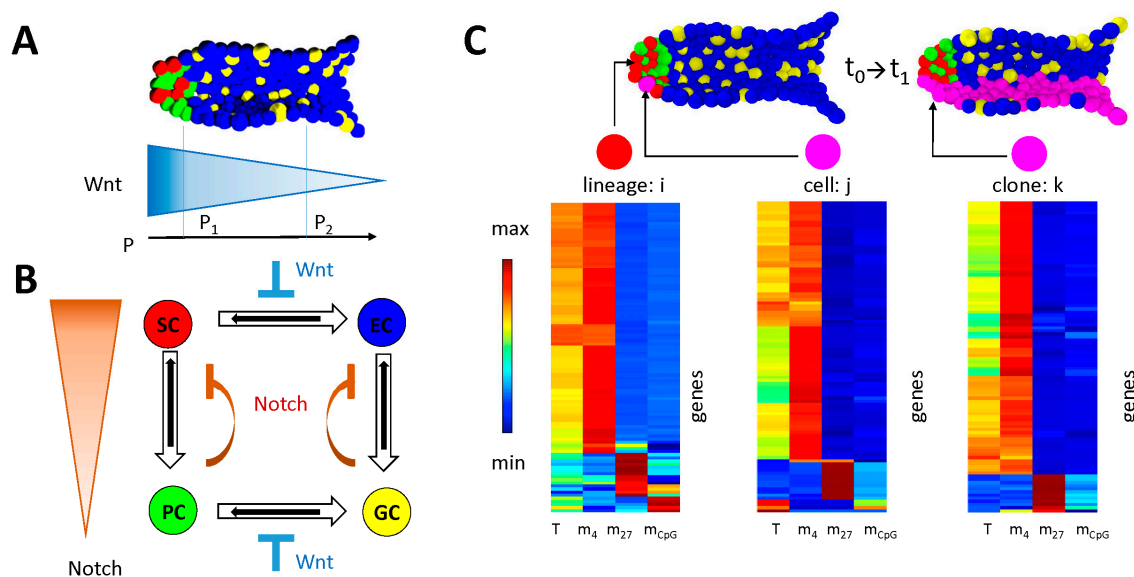 A
Wnt
P
P1
P2
B
Wnt
SC
EC
Notch
PC
GC
Wnt
Notch
C
t0→t1
lineage: i
cell: j
clone: k
max
min
genes
genes
genes
T m4 m27 mCpG
T m4 m27 mCpG
T m4 m27 mCpG